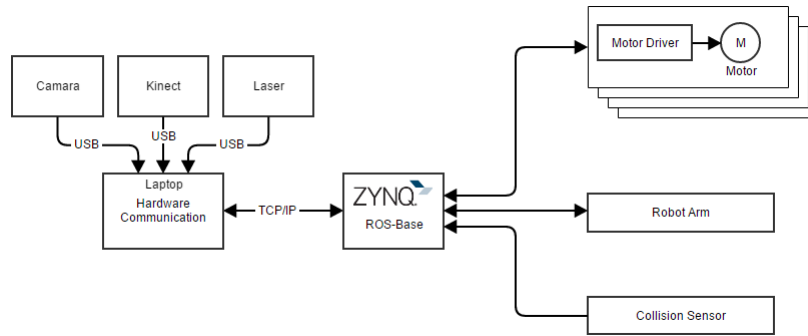 Camara
Kinect
Laser
USB
USB
USB
Laptop
Hardware
Communication
TCP/IP
ZYNQ
ROS-Base
Motor Driver
M
Motor
Robot Arm
Collision Sensor